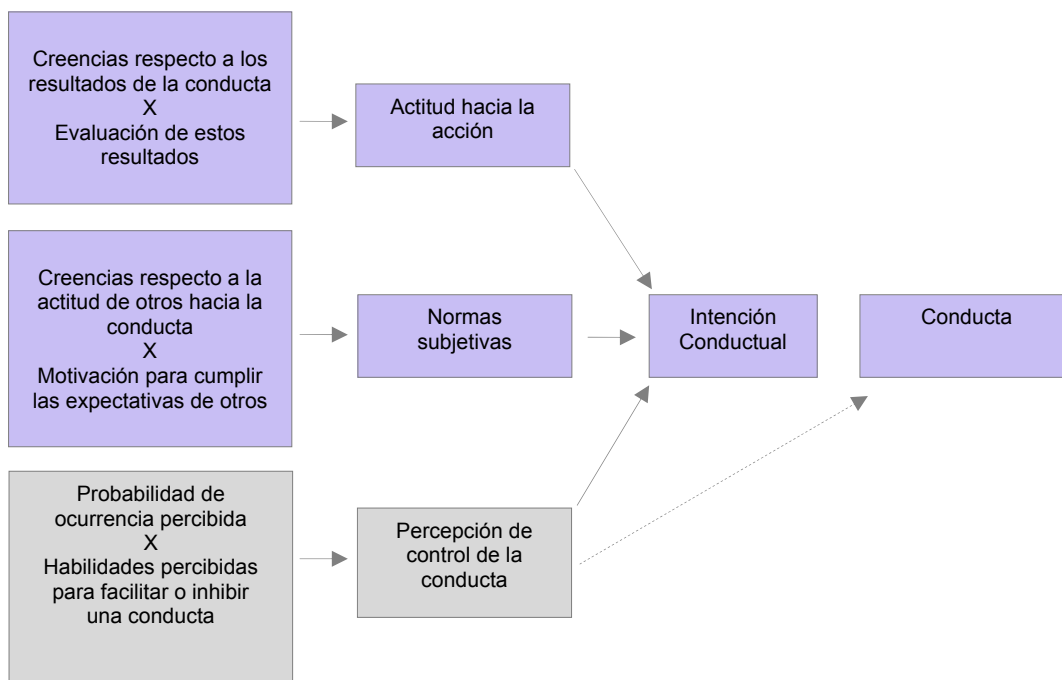 Creencias respecto a los
resultados de la conducta
X
Evaluación de estos
resultados
Actitud hacia la
acción
Creencias respecto a la
actitud de otros hacia la
conducta
X
Motivación para cumplir
las expectativas de otros
Normas
subjetivas
Intención
Conductual
Conducta
Probabilidad de
ocurrencia percibida
X
Habilidades percibidas
para facilitar o inhibir
una conducta
Percepción de
control de la
conducta